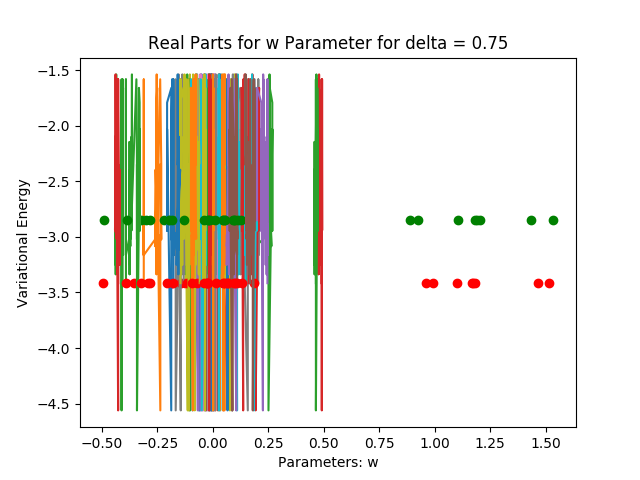 Real Parts for w Parameter for delta = 0.75
−1.5
−2.0
−2.5
−3.0
−3.5
−4.0
−4.5
Variational Energy
−0.50 −0.25 0.00 0.25 0.50 0.75 1.00 1.25 1.50
Parameters: w